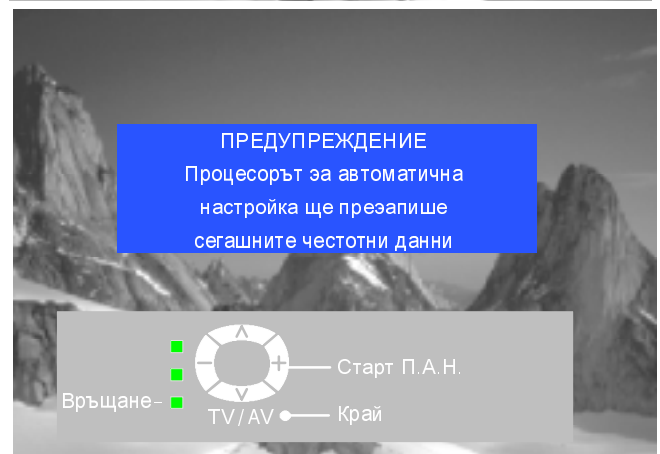 ПРЕДУПРЕЖДЕНИЕ
Процесорът эа автоматична
настройка ще преэапише
сегашните честотни данни
Старт П.А.Н.
Връщане
TV/AV
Край